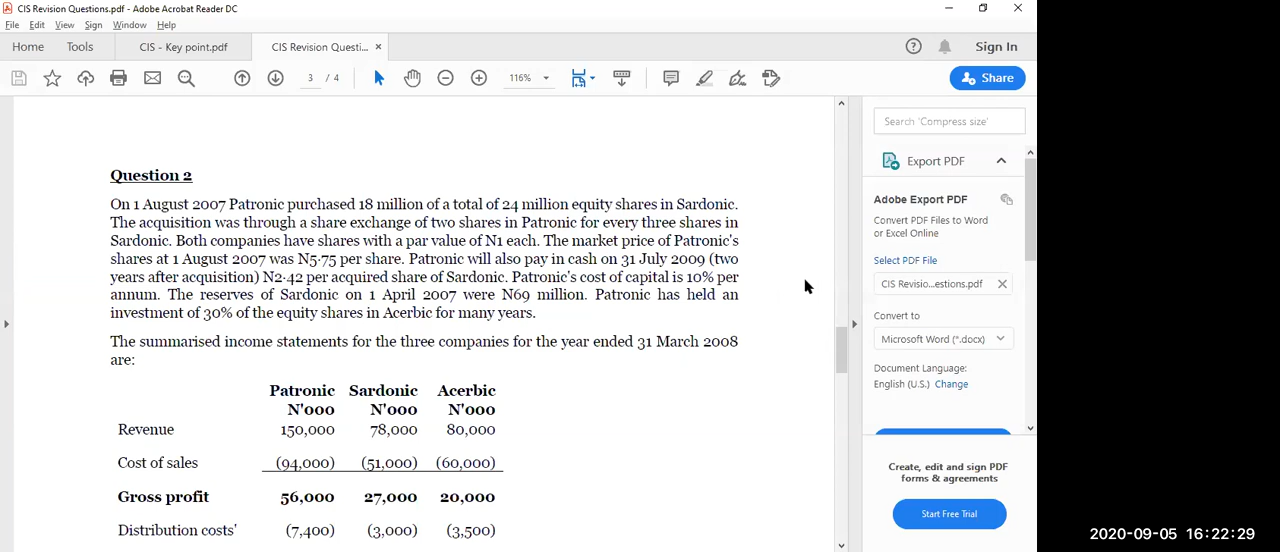 CIS Revision Questions.pdf - Adobe Acrobat Reader DC
File Edit View Sign Window Help
Home Tools CIS - Key point.pdf CIS Revision Questi... × Sign In
3 / 4 116% Share
Question 2
On 1 August 2007 Patronic purchased 18 million of a total of 24 million equity shares in Sardonic.
The acquisition was through a share exchange of two shares in Patronic for every three shares in
Sardonic. Both companies have shares with a par value of N1 each. The market price of Patronic's
shares at 1 August 2007 was N5·75 per share. Patronic will also pay in cash on 31 July 2009 (two
years after acquisition) N2·42 per acquired share of Sardonic. Patronic's cost of capital is 10% per
annum. The reserves of Sardonic on 1 April 2007 were N69 million. Patronic has held an
investment of 30% of the equity shares in Acerbic for many years.
The summarised income statements for the three companies for the year ended 31 March 2008
are:
Patronic Sardonic Acerbic
N'000 N'000 N'000
Revenue 150,000 78,000 80,000
Cost of sales (94,000) (51,000) (60,000)
Gross profit 56,000 27,000 20,000
Distribution costs' (7,400) (3,000) (3,500)
Search 'Compress size'
Export PDF
Adobe Export PDF
Convert PDF Files to Word
or Excel Online
Select PDF File
CIS Revisio...estions.pdf
Convert to
Microsoft Word (*.docx)
Document Language:
English (U.S.) Change
Create, edit and sign PDF
forms & agreements
Start Free Trial
2020-09-05 16:22:29